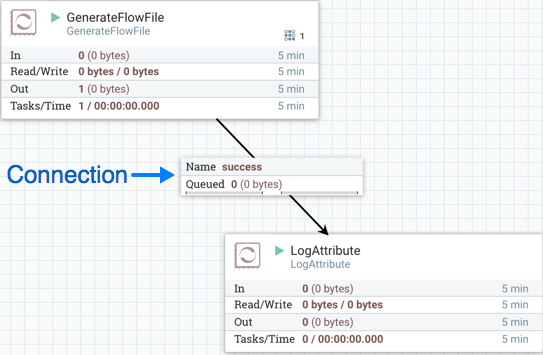 GenerateFlowFile
GenerateFlowFile
1
In 0 (0 bytes) 5 min
Read/Write 0 bytes / 0 bytes 5 min
Out 1 (0 bytes) 5 min
Tasks/Time 1 / 00:00:00.000 5 min
Connection
Name success
Queued 0 (0 bytes)
LogAttribute
LogAttribute
In 0 (0 bytes) 5 min
Read/Write 0 bytes / 0 bytes 5 min
Out 0 (0 bytes) 5 min
Tasks/Time 0 / 00:00:00.000 5 min